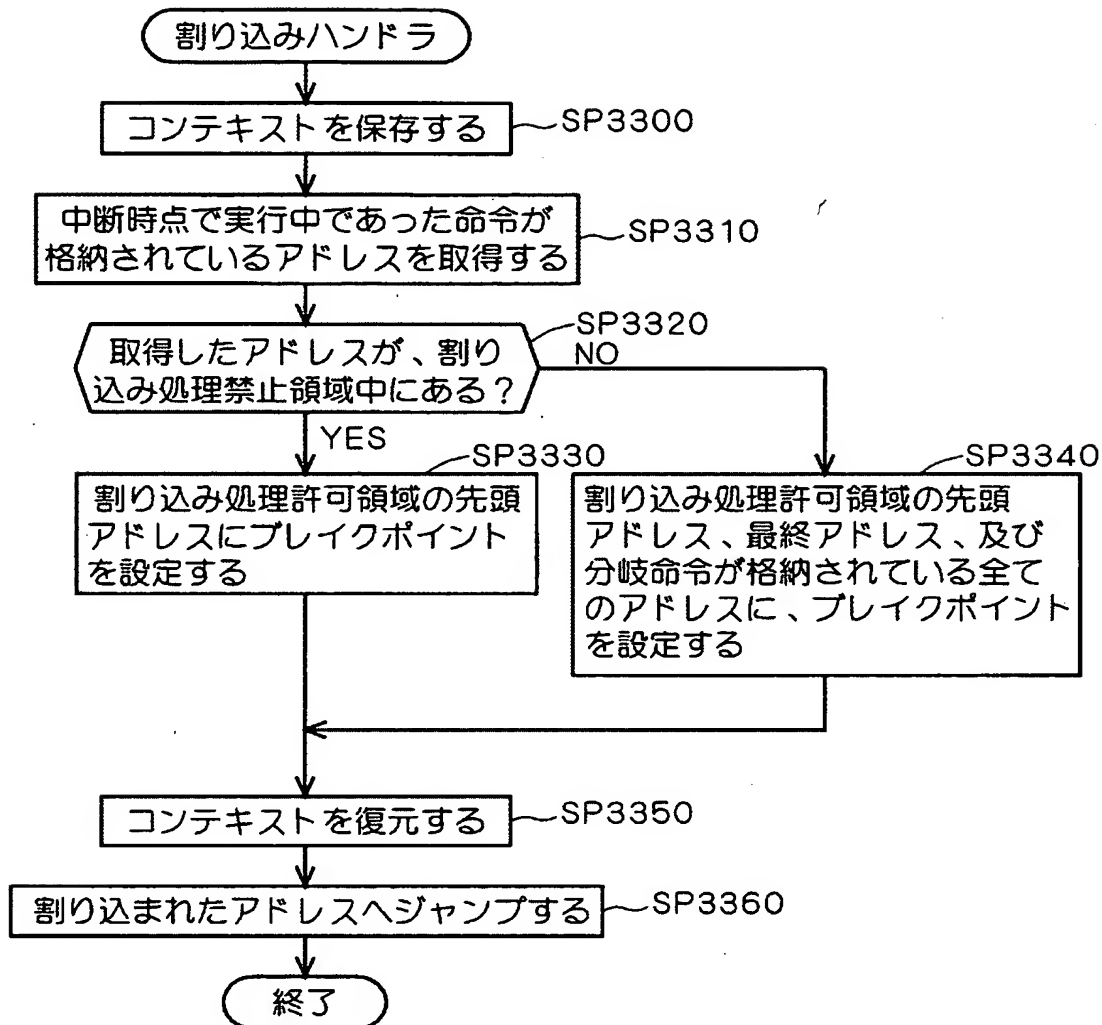 割り込みハンドラ
コンテキストを保存する
SP3300
中断時点で実行中であった命令が
格納されているアドレスを取得する
SP3310
取得したアドレスが、割り
込み処理禁止領域中にある？
SP3320
NO
YES
SP3330
割り込み処理許可領域の先頭
アドレスにブレイクポイント
を設定する
SP3340
割り込み処理許可領域の先頭
アドレス、最終アドレス、及び
分岐命令が格納されている全て
のアドレスに、ブレイクポイント
を設定する
コンテキストを復元する
SP3350
割り込まれたアドレスへジャンプする
SP3360
終了